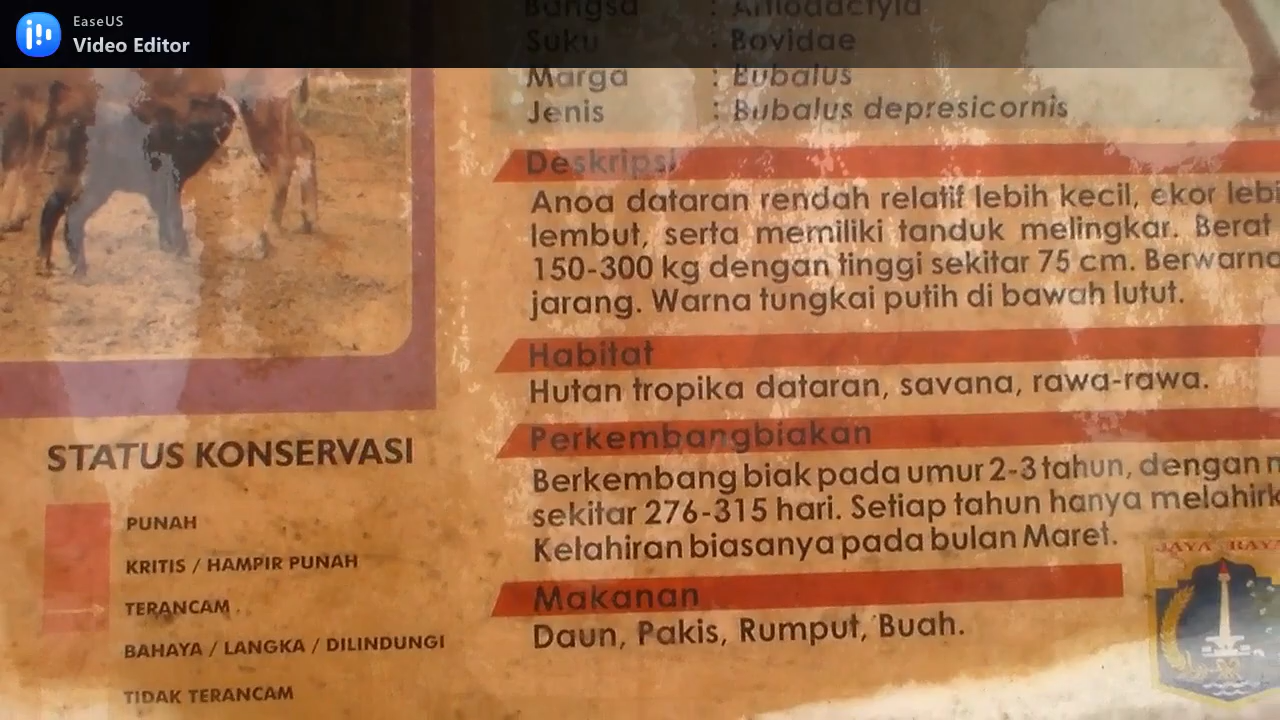 EaseUS
Video Editor
Bangsa : Artiodactyla
Suku : Bovidae
Marga : Bubalus
Jenis : Bubalus depresicornis
Deskripsi
Anoa dataran rendah relatif lebih kecil, ekor lebi
lembut, serta memiliki tanduk melingkar. Berat
150-300 kg dengan tinggi sekitar 75 cm. Berwarna
jarang. Warna tungkai putih di bawah lutut.
Habitat
Hutan tropika dataran, savana, rawa-rawa.
Perkembangbiakan
Berkembang biak pada umur 2-3 tahun, dengan
sekitar 276-315 hari. Setiap tahun hanya melahirk
Kelahiran biasanya pada bulan Maret.
Makanan
Daun, Pakis, Rumput, Buah.
STATUS KONSERVASI
PUNAH
KRITIS / HAMPIR PUNAH
TERANCAM
BAHAYA / LANGKA / DILINDUNGI
TIDAK TERANCAM
JAYA RAYA